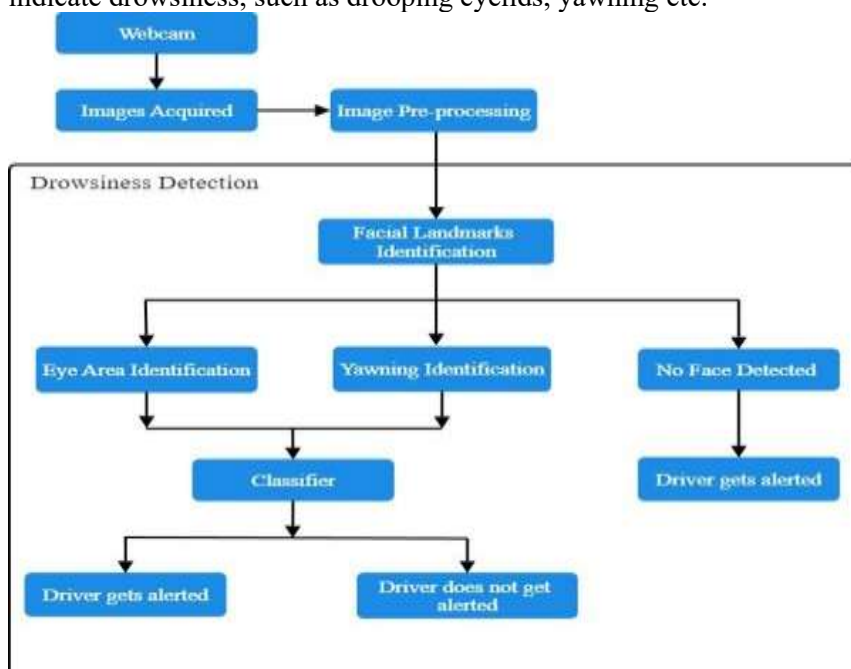 indicate drowsiness, such as drooping eyelids, yawning etc.
Webcam
Images Acquired
Image Pre-processing
Drowsiness Detection
Facial Landmarks
Identification
Eye Area Identification
Yawning Identification
No Face Detected
Classifier
Driver gets alerted
Driver gets alerted
Driver does not get
alerted